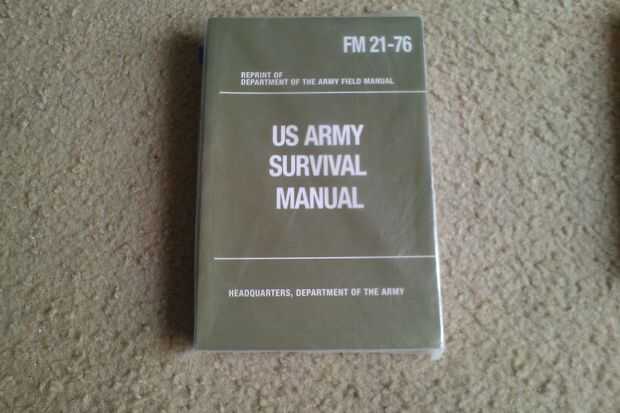 FM 21-76
REPRINT OF
DEPARTMENT OF THE ARMY FIELD MANUAL
US ARMY
SURVIVAL
MANUAL
HEADQUARTERS, DEPARTMENT OF THE ARMY